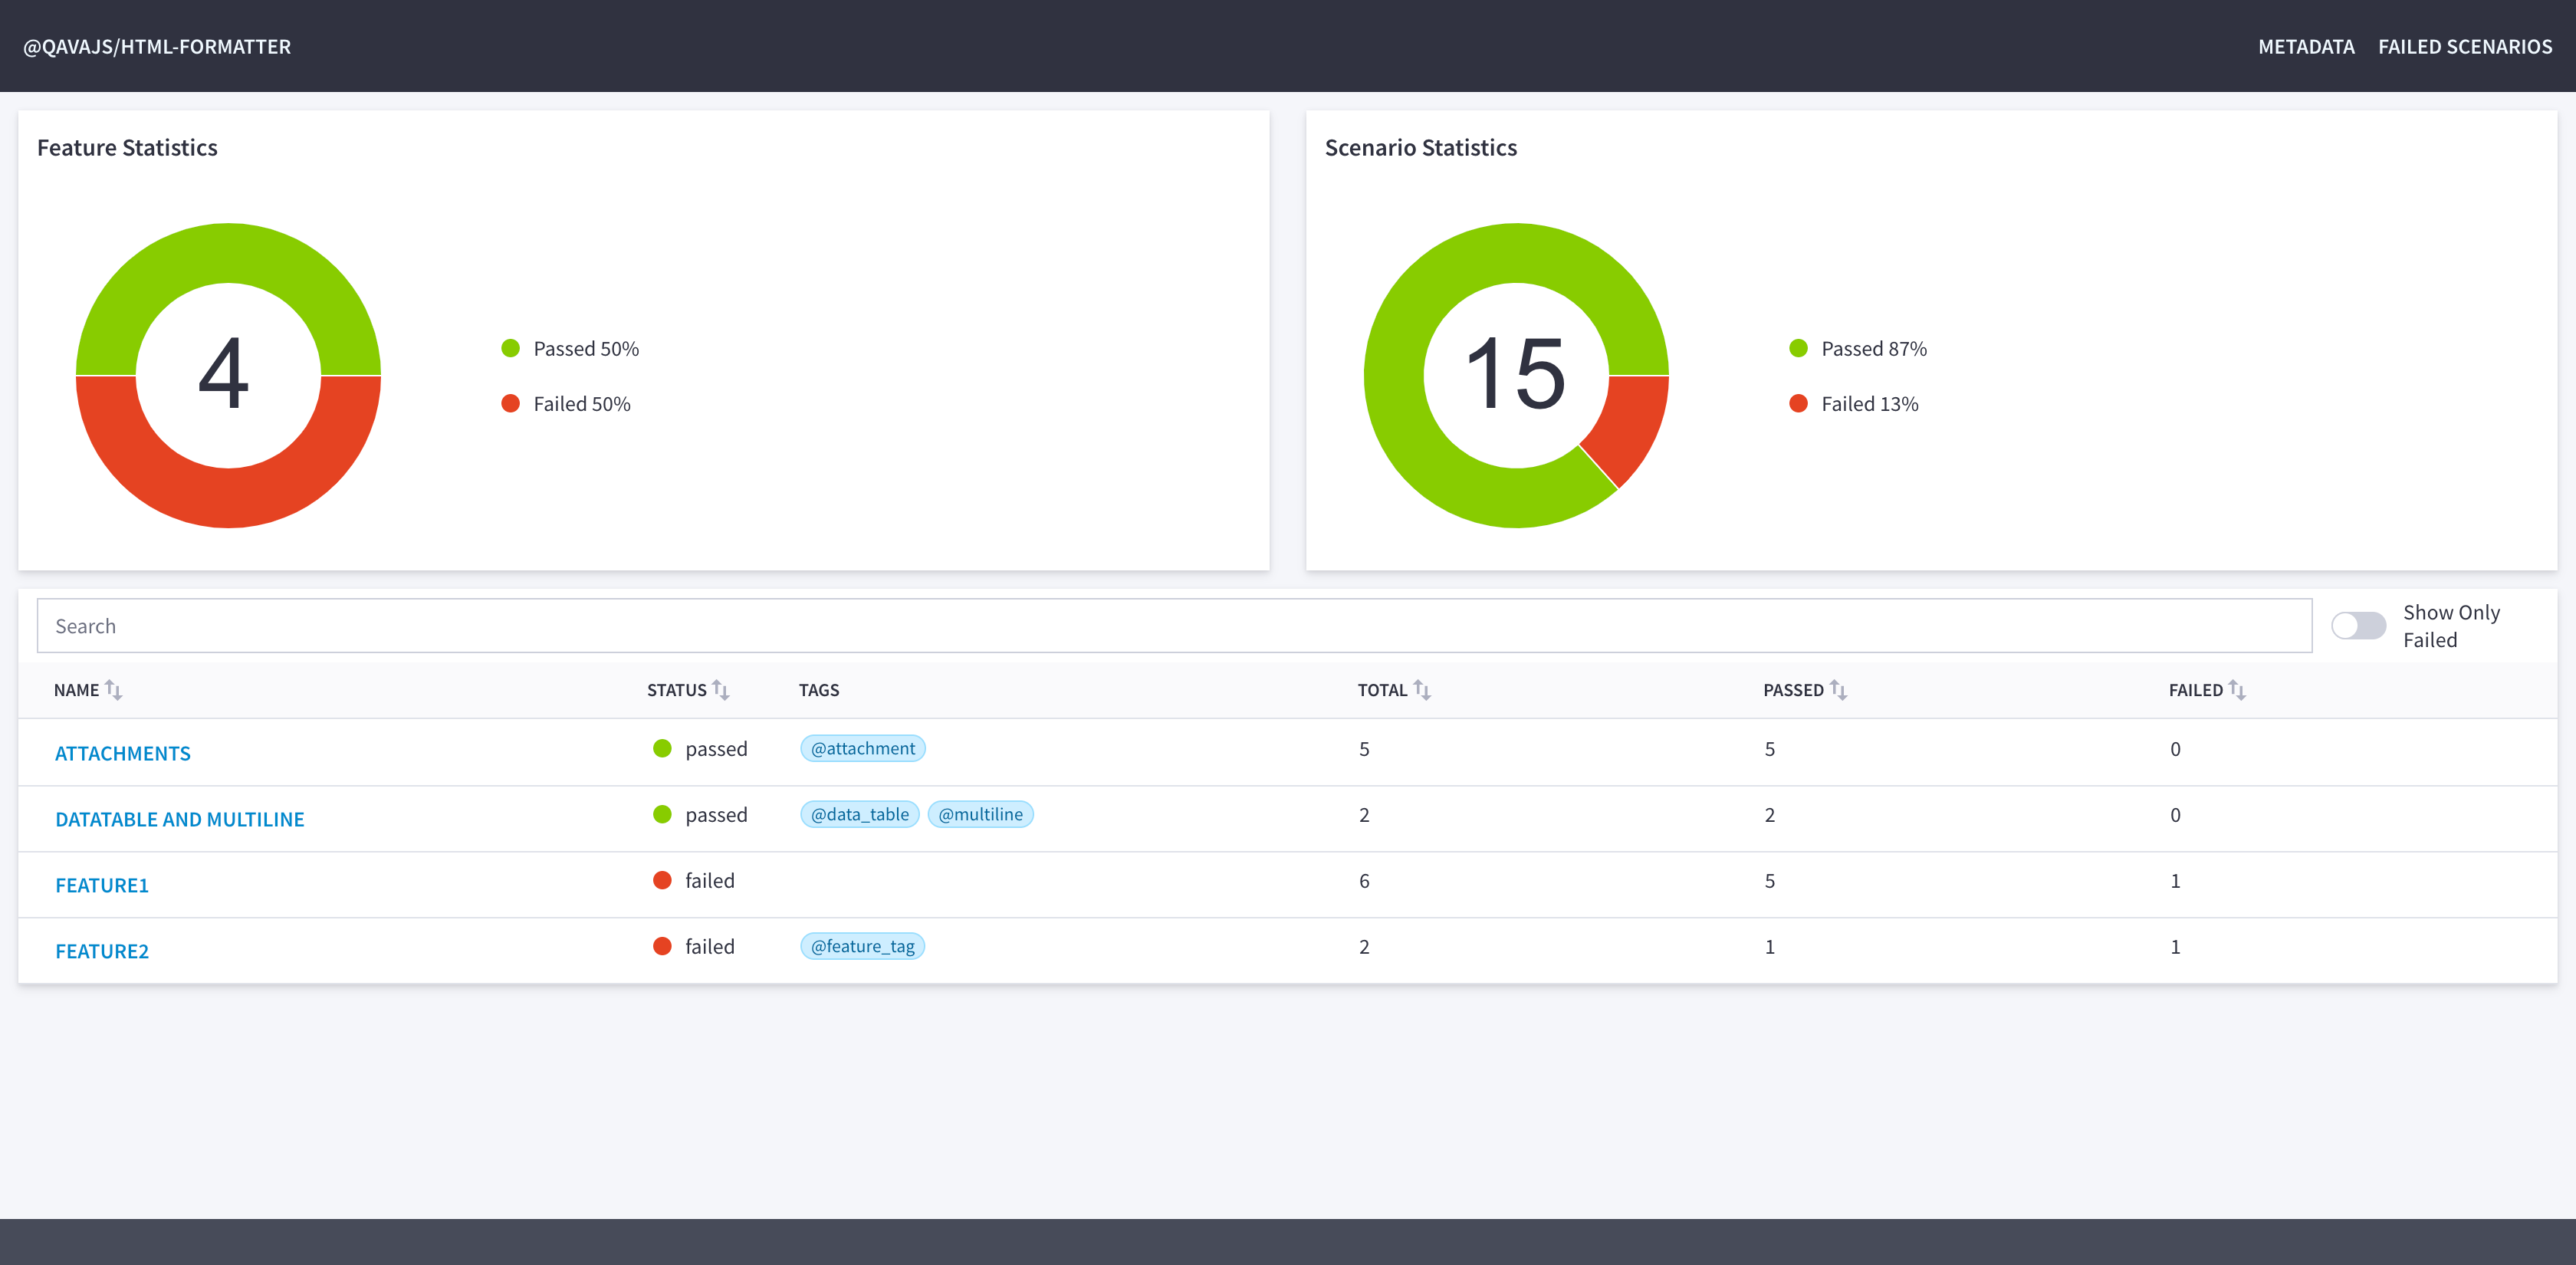 @QAVAJS/HTML-FORMATTER
METADATA FAILED SCENARIOS
Feature Statistics
4
Passed 50%
Failed 50%
Scenario Statistics
15
Passed 87%
Failed 13%
Search
Show Only
Failed
NAME STATUS TAGS TOTAL PASSED FAILED
ATTACHMENTS passed @attachment 5 5 0
DATATABLE AND MULTILINE passed @data_table @multiline 2 2 0
FEATURE1 failed 6 5 1
FEATURE2 failed @feature_tag 2 1 1